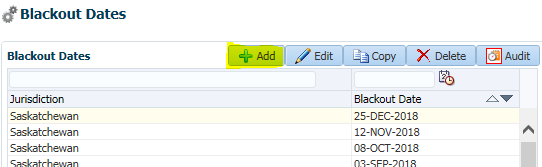 Blackout Dates
Blackout Dates Add Edit Copy Delete Audit
Jurisdiction Blackout Date
Saskatchewan 25-DEC-2018
Saskatchewan 12-NOV-2018
Saskatchewan 08-OCT-2018
Saskatchewan 03-SEP-2018